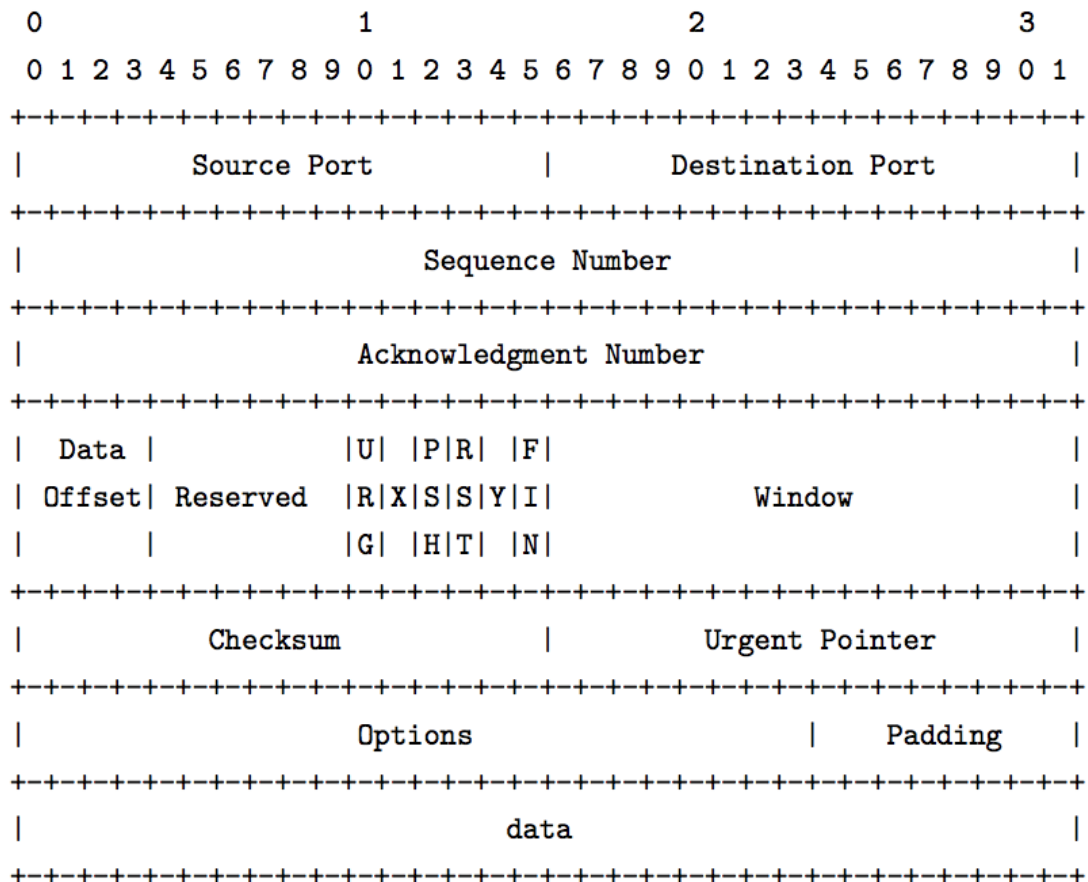 0                   1                   2                   3
 0 1 2 3 4 5 6 7 8 9 0 1 2 3 4 5 6 7 8 9 0 1 2 3 4 5 6 7 8 9 0 1
+-+-+-+-+-+-+-+-+-+-+-+-+-+-+-+-+-+-+-+-+-+-+-+-+-+-+-+-+-+-+-+-+
|          Source Port          |       Destination Port        |
+-+-+-+-+-+-+-+-+-+-+-+-+-+-+-+-+-+-+-+-+-+-+-+-+-+-+-+-+-+-+-+-+
|                        Sequence Number                        |
+-+-+-+-+-+-+-+-+-+-+-+-+-+-+-+-+-+-+-+-+-+-+-+-+-+-+-+-+-+-+-+-+
|                    Acknowledgment Number                      |
+-+-+-+-+-+-+-+-+-+-+-+-+-+-+-+-+-+-+-+-+-+-+-+-+-+-+-+-+-+-+-+-+
|  Data |           |U| |P|R| |F|                               |
| Offset| Reserved  |R|X|S|S|Y|I|            Window             |
|       |           |G| |H|T| |N|                               |
+-+-+-+-+-+-+-+-+-+-+-+-+-+-+-+-+-+-+-+-+-+-+-+-+-+-+-+-+-+-+-+-+
|           Checksum            |         Urgent Pointer        |
+-+-+-+-+-+-+-+-+-+-+-+-+-+-+-+-+-+-+-+-+-+-+-+-+-+-+-+-+-+-+-+-+
|                    Options                    |    Padding    |
+-+-+-+-+-+-+-+-+-+-+-+-+-+-+-+-+-+-+-+-+-+-+-+-+-+-+-+-+-+-+-+-+
|                             data                              |
+-+-+-+-+-+-+-+-+-+-+-+-+-+-+-+-+-+-+-+-+-+-+-+-+-+-+-+-+-+-+-+-+